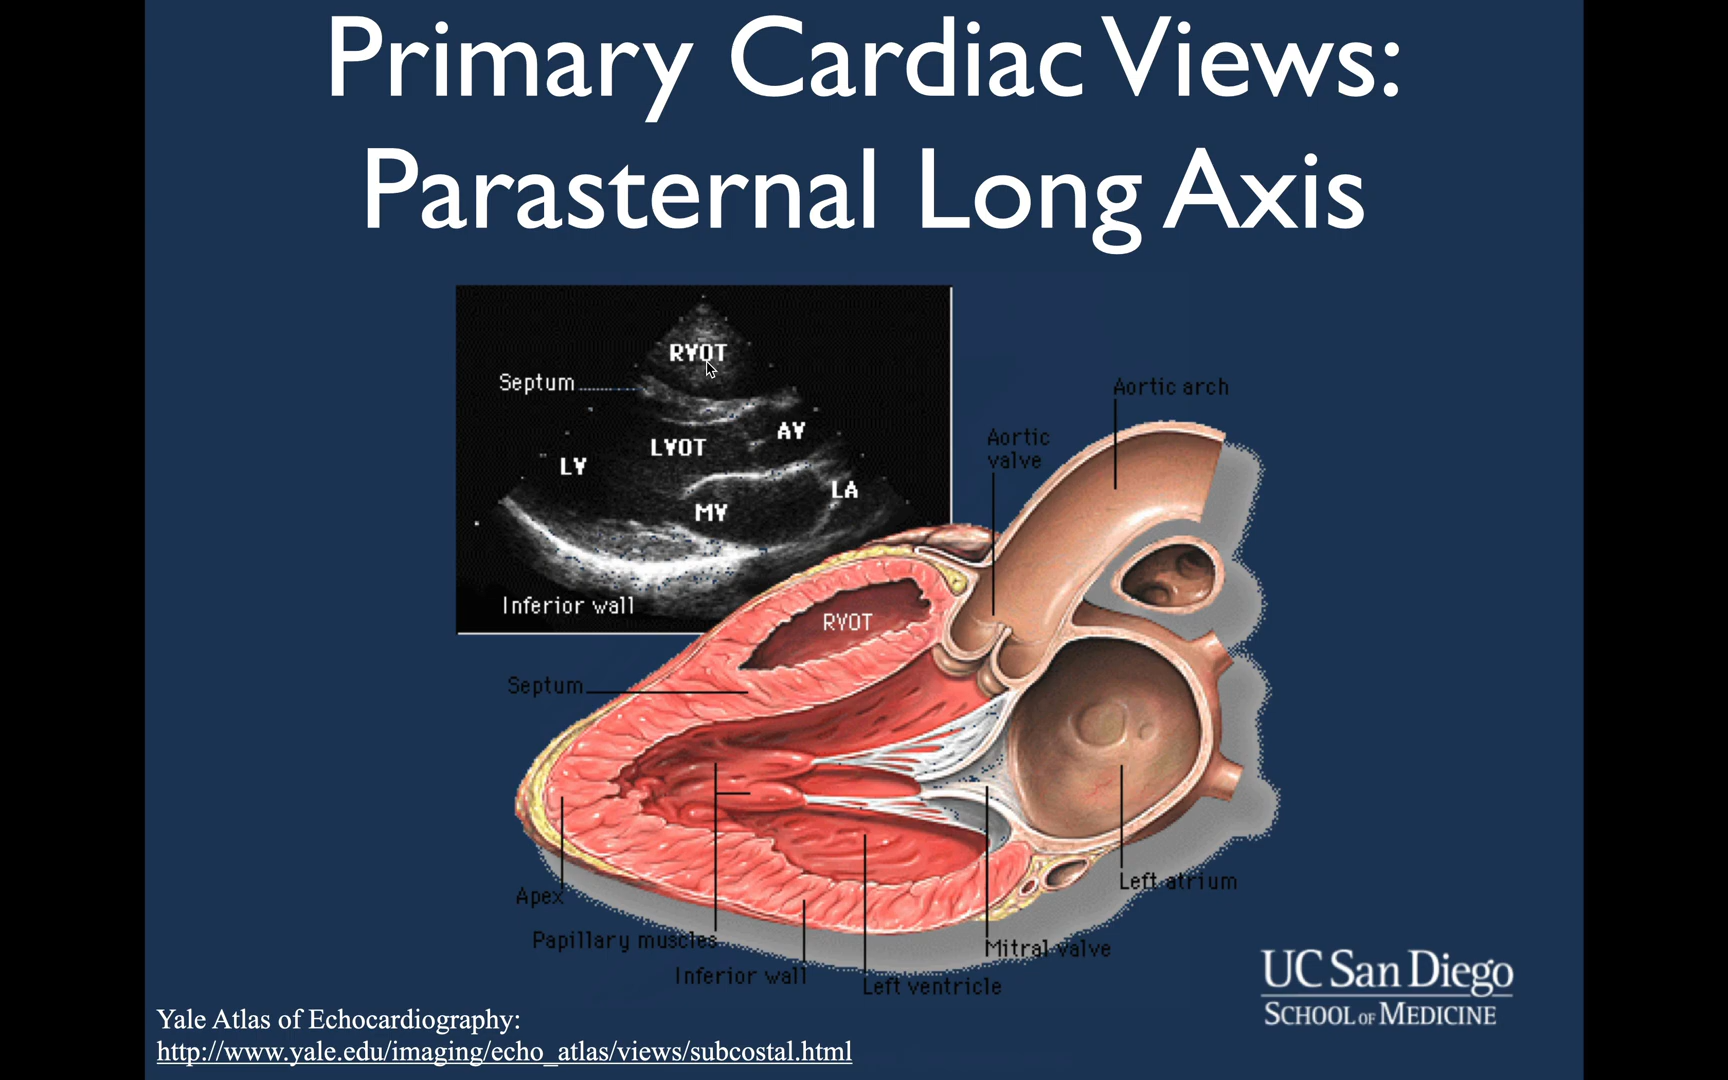 Primary Cardiac Views:
Parasternal Long Axis
RVOT
Septum
AV
LVOT
LV
LA
MV
Inferior wall
Aortic arch
Aortic
valve
RVOT
Septum
Apex
Left atrium
Papillary muscles
Mitral valve
Inferior wall
Left ventricle
UC San Diego
SCHOOL OF MEDICINE
Yale Atlas of Echocardiography:
http://www.yale.edu/imaging/echo_atlas/views/subcostal.html